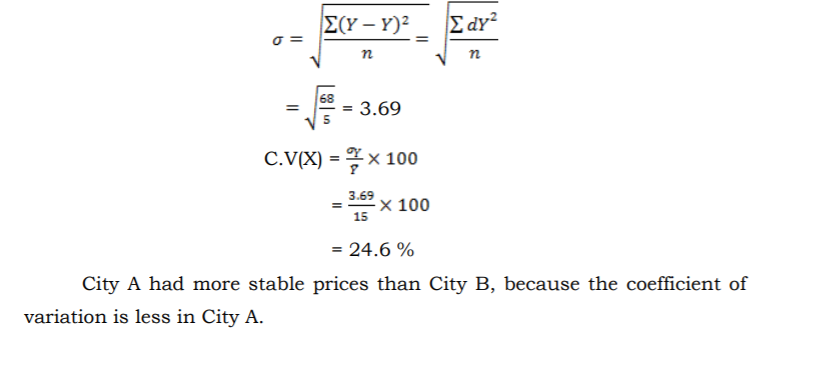 σ = √(Σ(Y – Y)² / n) = √(Σ dY² / n)
= √(68/5) = 3.69
C.V(X) = σY/Ȳ × 100
= 3.69/15 × 100
= 24.6 %
City A had more stable prices than City B, because the coefficient of
variation is less in City A.